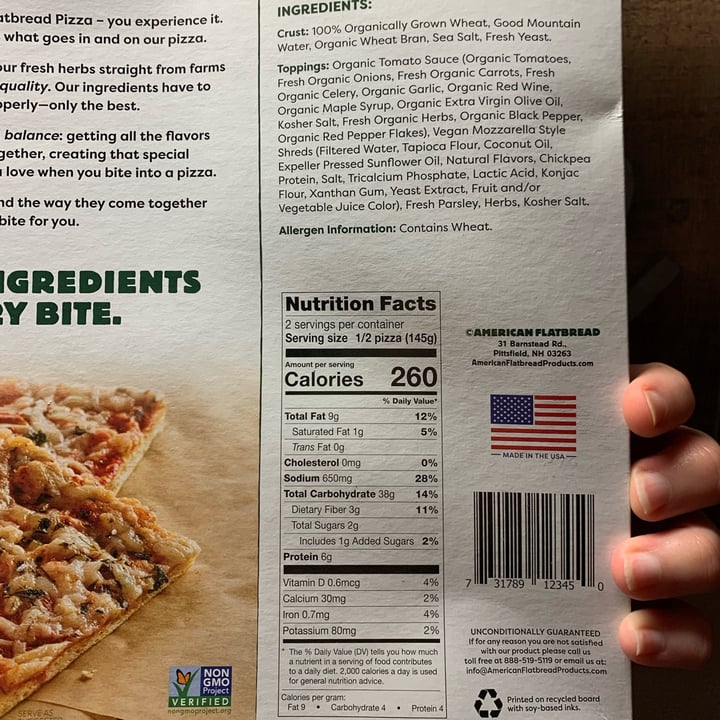 atbread Pizza – you experience it.
what goes in and on our pizza.
our fresh herbs straight from farms
quality. Our ingredients have to
operly—only the best.
balance: getting all the flavors
gether, creating that special
love when you bite into a pizza.
nd the way they come together
bite for you.
NGREDIENTS
RY BITE.
NON
GMO
Project
VERIFIED
nongmoproject.org
SERVE AS
INGREDIENTS:
Crust: 100% Organically Grown Wheat, Good Mountain
Water, Organic Wheat Bran, Sea Salt, Fresh Yeast.
Toppings: Organic Tomato Sauce (Organic Tomatoes,
Fresh Organic Onions, Fresh Organic Carrots, Fresh
Organic Celery, Organic Garlic, Organic Red Wine,
Organic Maple Syrup, Organic Extra Virgin Olive Oil,
Kosher Salt, Fresh Organic Herbs, Organic Black Pepper,
Organic Red Pepper Flakes), Vegan Mozzarella Style
Shreds (Filtered Water, Tapioca Flour, Coconut Oil,
Expeller Pressed Sunflower Oil, Natural Flavors, Chickpea
Protein, Salt, Tricalcium Phosphate, Lactic Acid, Konjac
Flour, Xanthan Gum, Yeast Extract, Fruit and/or
Vegetable Juice Color), Fresh Parsley, Herbs, Kosher Salt.
Allergen Information: Contains Wheat.
Nutrition Facts
2 servings per container
Serving size 1/2 pizza (145g)
Amount per serving
Calories 260
% Daily Value*
Total Fat 9g 12%
Saturated Fat 1g 5%
Trans Fat 0g
Cholesterol 0mg 0%
Sodium 650mg 28%
Total Carbohydrate 38g 14%
Dietary Fiber 3g 11%
Total Sugars 2g
Includes 1g Added Sugars 2%
Protein 6g
Vitamin D 0.6mcg 4%
Calcium 30mg 2%
Iron 0.7mg 4%
Potassium 80mg 2%
* The % Daily Value (DV) tells you how much
a nutrient in a serving of food contributes
to a daily diet. 2,000 calories a day is used
for general nutrition advice.
Calories per gram:
Fat 9 • Carbohydrate 4 • Protein 4
©AMERICAN FLATBREAD
31 Barnstead Rd.,
Pittsfield, NH 03263
AmericanFlatbreadProducts.com
MADE IN THE USA
7 31789 12345 0
UNCONDITIONALLY GUARANTEED
If for any reason you are not satisfied
with our product please call us
toll free at 888-519-5119 or email us at:
info@AmericanFlatbreadProducts.com
Printed on recycled board
with soy-based inks.